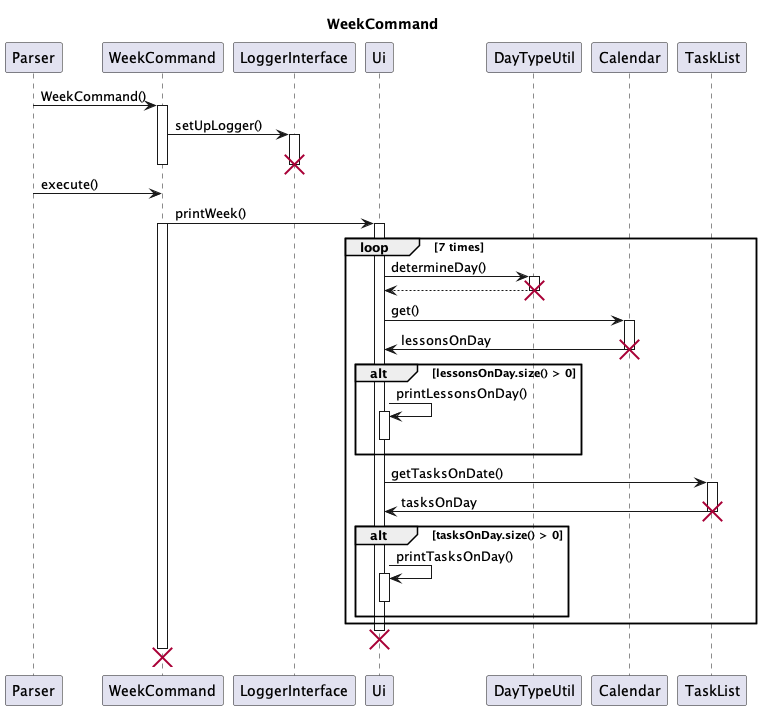 WeekCommand
Parser WeekCommand LoggerInterface Ui DayTypeUtil Calendar TaskList
WeekCommand()
setUpLogger()
execute()
printWeek()
loop [7 times]
determineDay()
get()
lessonsOnDay
alt [lessonsOnDay.size() > 0]
printLessonsOnDay()
getTasksOnDate()
tasksOnDay
alt [tasksOnDay.size() > 0]
printTasksOnDay()
Parser WeekCommand LoggerInterface Ui DayTypeUtil Calendar TaskList